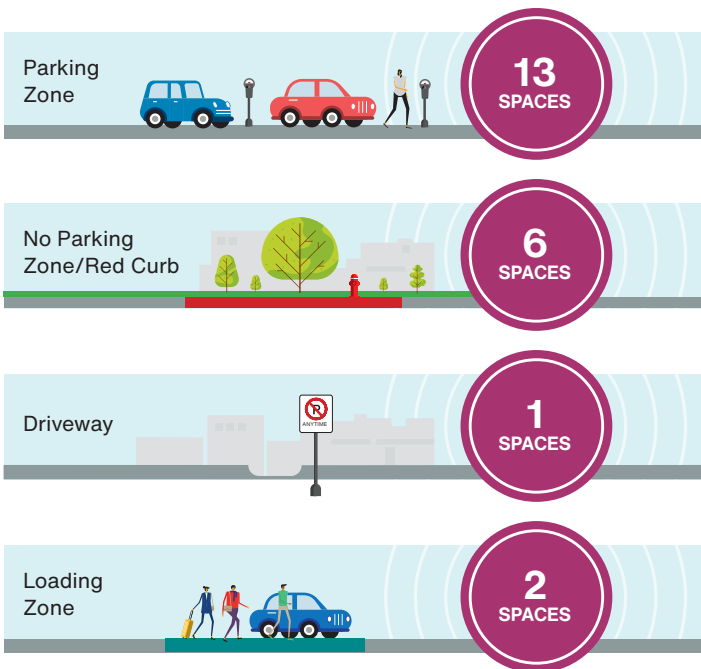 Parking
Zone
13
SPACES
No Parking
Zone/Red Curb
6
SPACES
Driveway
P
ANYTIME
1
SPACES
Loading
Zone
2
SPACES